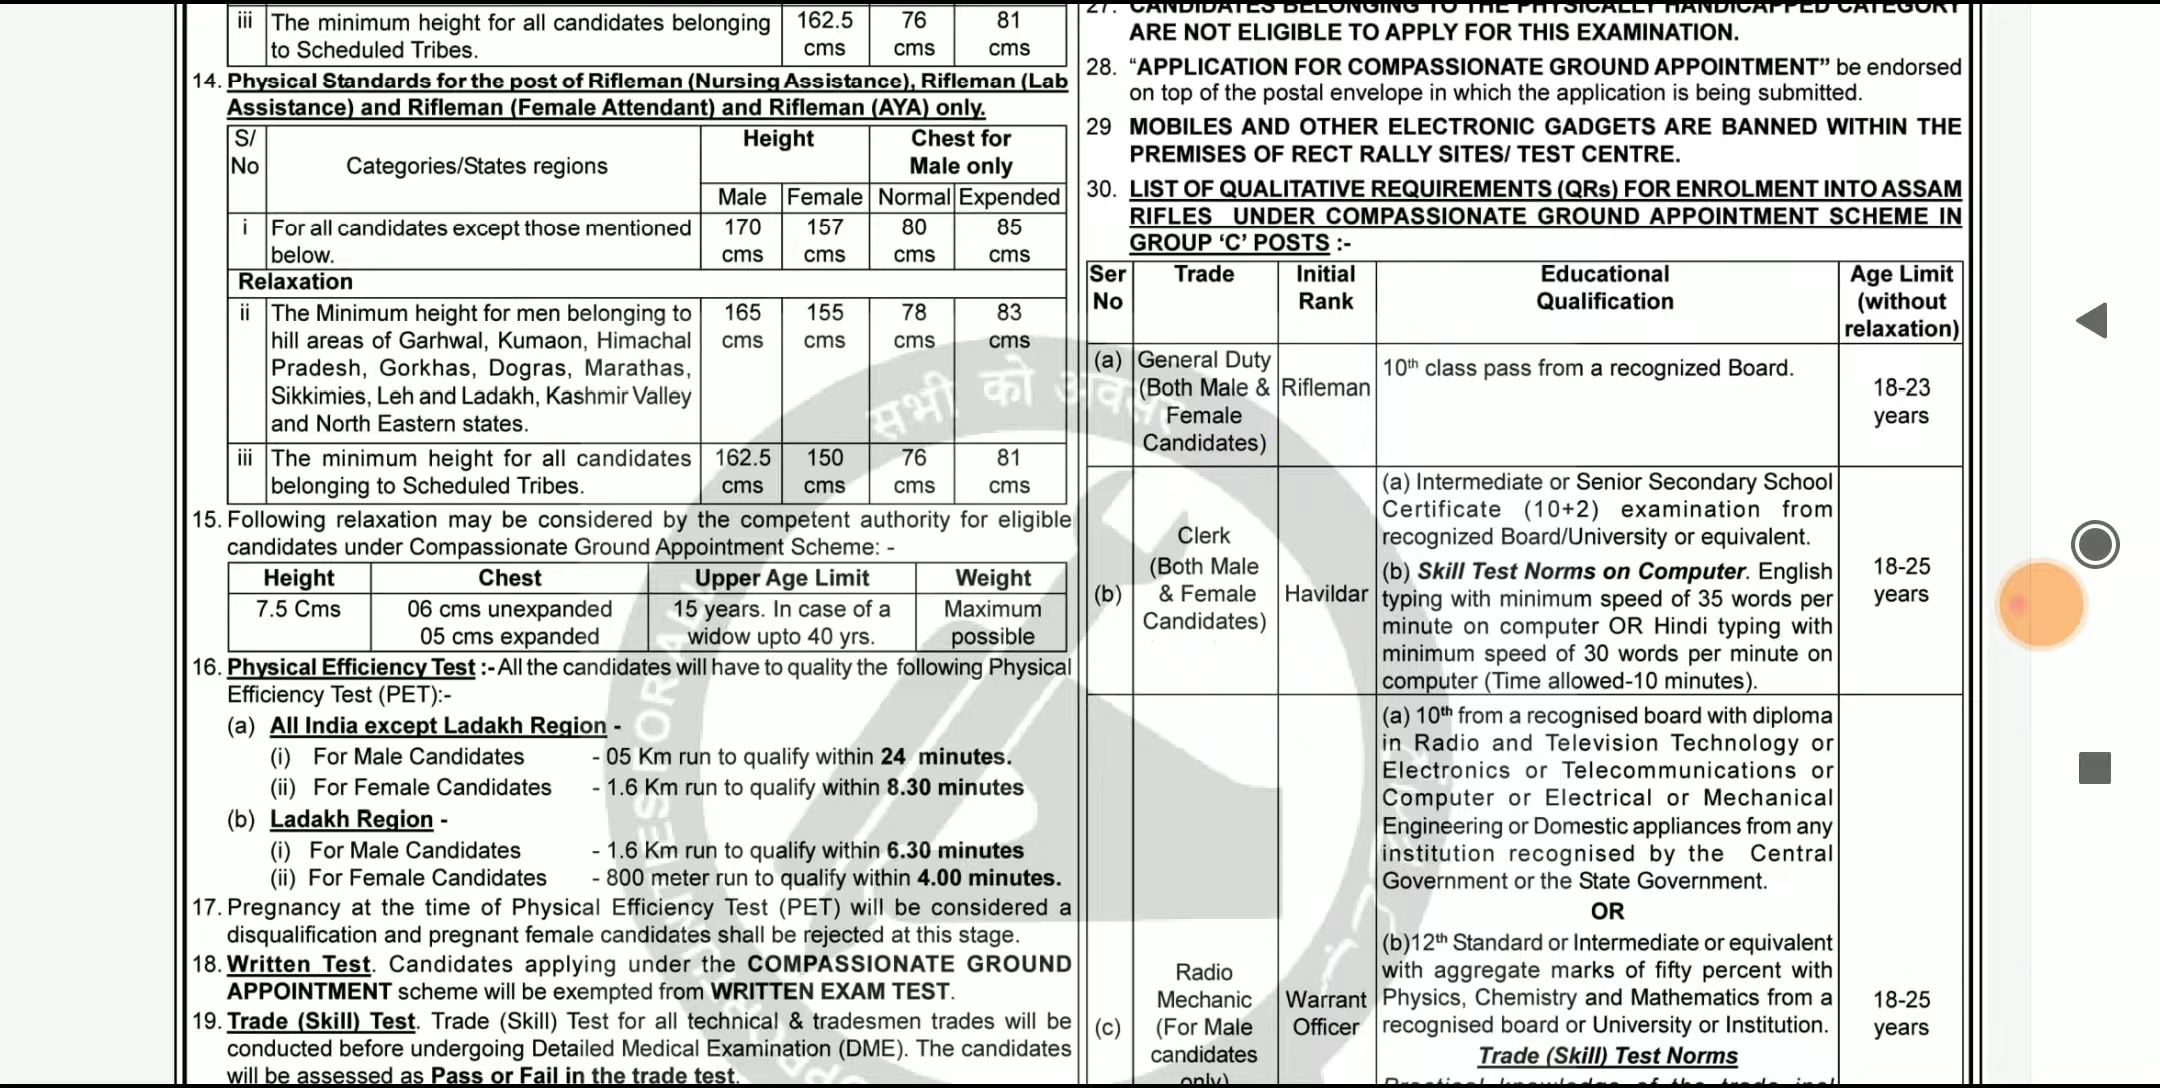 iii The minimum height for all candidates belonging 162.5 76 81
to Scheduled Tribes. cms cms cms
14. Physical Standards for the post of Rifleman (Nursing Assistance), Rifleman (Lab
Assistance) and Rifleman (Female Attendant) and Rifleman (AYA) only.
S/ Height Chest for
No Categories/States regions Male only
Male Female Normal Expended
i For all candidates except those mentioned 170 157 80 85
below. cms cms cms cms
Relaxation
ii The Minimum height for men belonging to 165 155 78 83
hill areas of Garhwal, Kumaon, Himachal cms cms cms cms
Pradesh, Gorkhas, Dogras, Marathas,
Sikkimies, Leh and Ladakh, Kashmir Valley
and North Eastern states.
iii The minimum height for all candidates 162.5 150 76 81
belonging to Scheduled Tribes. cms cms cms cms
15. Following relaxation may be considered by the competent authority for eligible
candidates under Compassionate Ground Appointment Scheme: -
Height Chest Upper Age Limit Weight
7.5 Cms 06 cms unexpanded 15 years. In case of a Maximum
05 cms expanded widow upto 40 yrs. possible
16. Physical Efficiency Test :- All the candidates will have to quality the following Physical
Efficiency Test (PET):-
(a) All India except Ladakh Region -
(i) For Male Candidates - 05 Km run to qualify within 24 minutes.
(ii) For Female Candidates - 1.6 Km run to qualify within 8.30 minutes
(b) Ladakh Region -
(i) For Male Candidates - 1.6 Km run to qualify within 6.30 minutes
(ii) For Female Candidates - 800 meter run to qualify within 4.00 minutes.
17. Pregnancy at the time of Physical Efficiency Test (PET) will be considered a
disqualification and pregnant female candidates shall be rejected at this stage.
18. Written Test. Candidates applying under the COMPASSIONATE GROUND
APPOINTMENT scheme will be exempted from WRITTEN EXAM TEST.
19. Trade (Skill) Test. Trade (Skill) Test for all technical & tradesmen trades will be
conducted before undergoing Detailed Medical Examination (DME). The candidates
will be assessed as Pass or Fail in the trade test.
27. CANDIDATES BELONGING TO THE PHYSICALLY HANDICAPPED CATEGORY
ARE NOT ELIGIBLE TO APPLY FOR THIS EXAMINATION.
28. “APPLICATION FOR COMPASSIONATE GROUND APPOINTMENT” be endorsed
on top of the postal envelope in which the application is being submitted.
29 MOBILES AND OTHER ELECTRONIC GADGETS ARE BANNED WITHIN THE
PREMISES OF RECT RALLY SITES/ TEST CENTRE.
30. LIST OF QUALITATIVE REQUIREMENTS (QRs) FOR ENROLMENT INTO ASSAM
RIFLES UNDER COMPASSIONATE GROUND APPOINTMENT SCHEME IN
GROUP ‘C’ POSTS :-
Ser Trade Initial Educational Age Limit
No Rank Qualification (without
relaxation)
(a) General Duty 10th class pass from a recognized Board.
(Both Male & Rifleman 18-23
Female years
Candidates)
(a) Intermediate or Senior Secondary School
Certificate (10+2) examination from
Clerk recognized Board/University or equivalent.
(Both Male (b) Skill Test Norms on Computer. English 18-25
(b) & Female Havildar typing with minimum speed of 35 words per years
Candidates) minute on computer OR Hindi typing with
minimum speed of 30 words per minute on
computer (Time allowed-10 minutes).
(a) 10th from a recognised board with diploma
in Radio and Television Technology or
Electronics or Telecommunications or
Computer or Electrical or Mechanical
Engineering or Domestic appliances from any
institution recognised by the Central
Government or the State Government.
OR
(b)12th Standard or Intermediate or equivalent
Radio with aggregate marks of fifty percent with
Mechanic Warrant Physics, Chemistry and Mathematics from a 18-25
(c) (For Male Officer recognised board or University or Institution. years
candidates Trade (Skill) Test Norms
only) Practical knowledge of the trade
सभी को अवसर